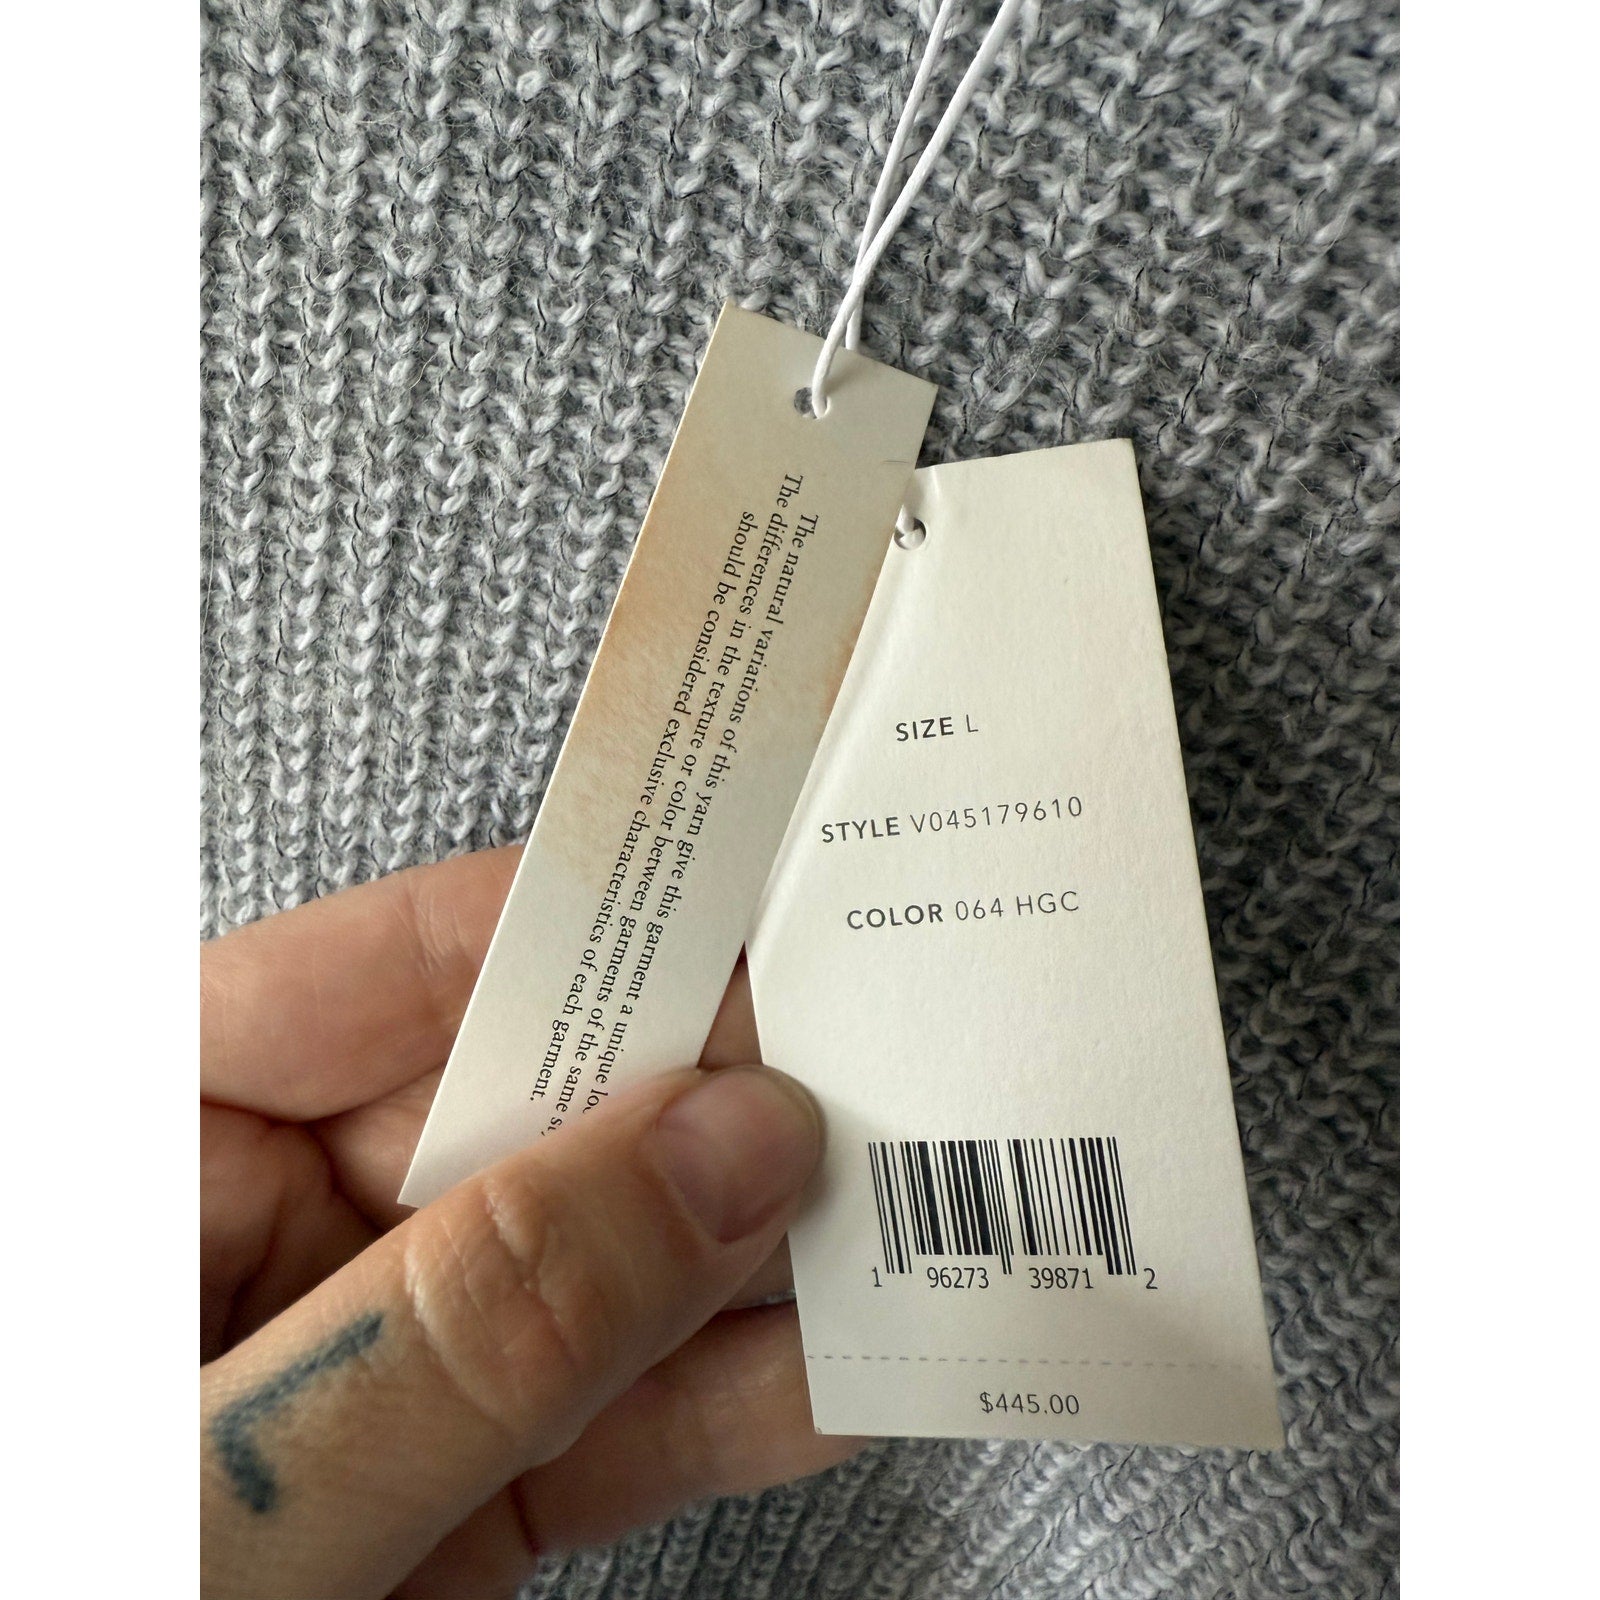 The natural variations of this yarn give this garment a unique
The differences in the texture or color between garments of the same
should be considered exclusive characteristics of each garment.
SIZE L
STYLE V045179610
COLOR 064 HGC
1 96273 39871 2
$445.00